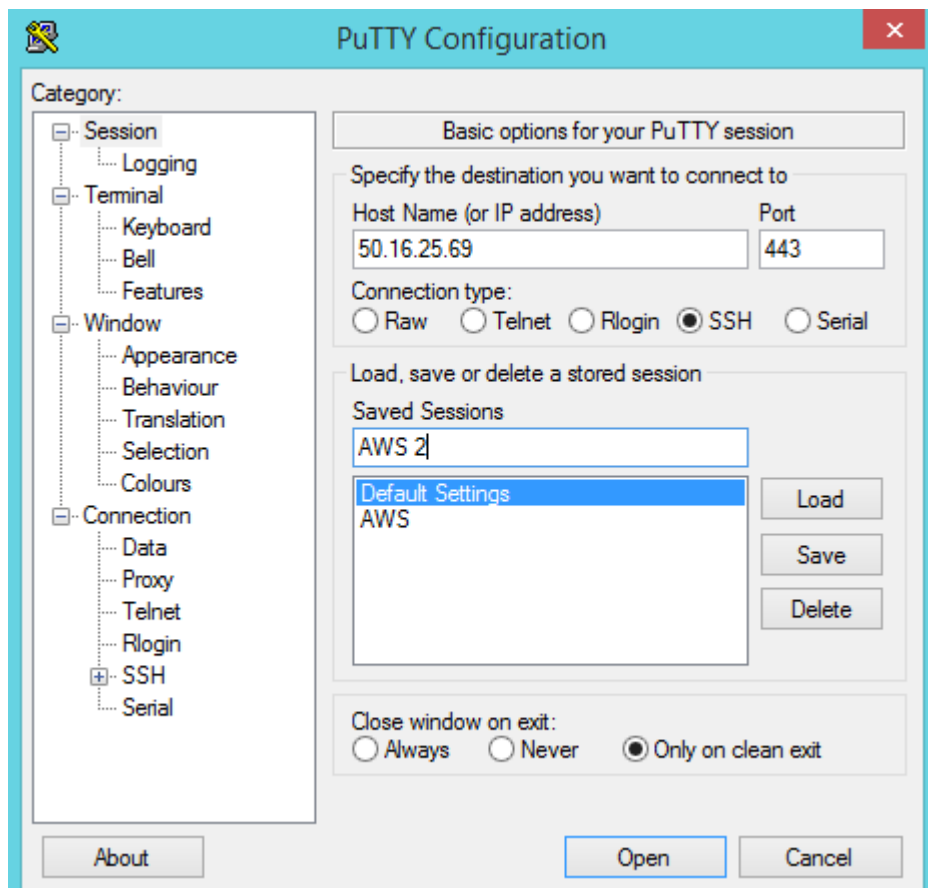 PuTTY Configuration
Category:
Session
Logging
Terminal
Keyboard
Bell
Features
Window
Appearance
Behaviour
Translation
Selection
Colours
Connection
Data
Proxy
Telnet
Rlogin
SSH
Serial
Basic options for your PuTTY session
Specify the destination you want to connect to
Host Name (or IP address) Port
50.16.25.69 443
Connection type:
Raw Telnet Rlogin SSH Serial
Load, save or delete a stored session
Saved Sessions
AWS 2
Default Settings
AWS
Load
Save
Delete
Close window on exit:
Always Never Only on clean exit
About Open Cancel